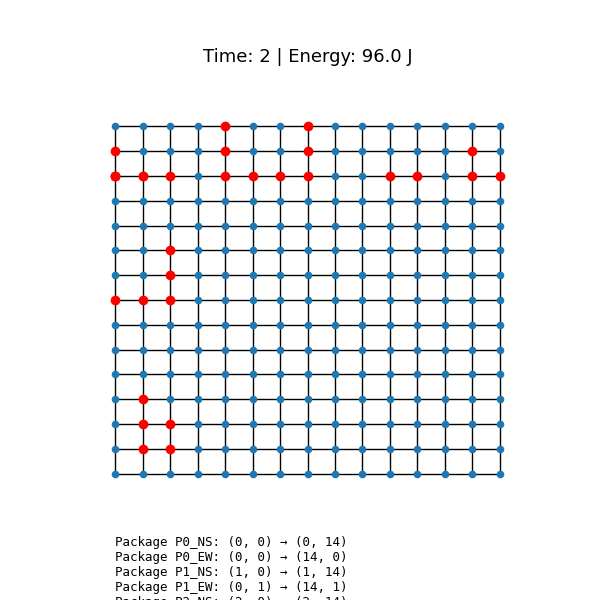 Time: 2 | Energy: 96.0 J
Package P0_NS: (0, 0) → (0, 14)
Package P0_EW: (0, 0) → (14, 0)
Package P1_NS: (1, 0) → (1, 14)
Package P1_EW: (0, 1) → (14, 1)